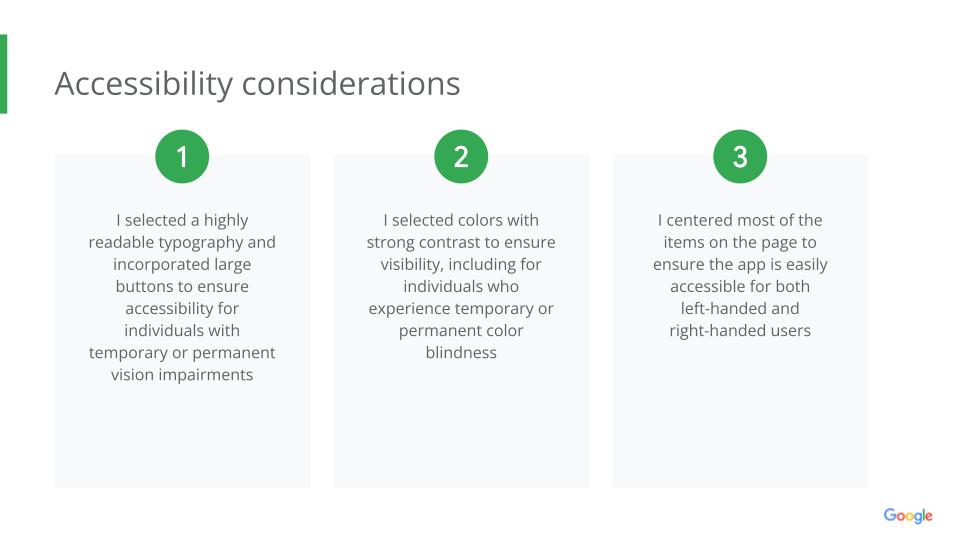 Accessibility considerations
1
I selected a highly
readable typography and
incorporated large
buttons to ensure
accessibility for
individuals with
temporary or permanent
vision impairments
2
I selected colors with
strong contrast to ensure
visibility, including for
individuals who
experience temporary or
permanent color
blindness
3
I centered most of the
items on the page to
ensure the app is easily
accessible for both
left-handed and
right-handed users
Google